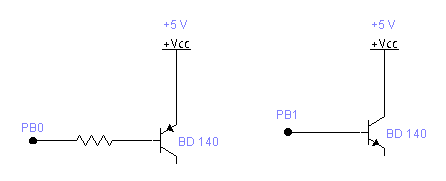 +5 V
+Vcc
PB0
BD 140
+5 V
+Vcc
PB1
BD 140